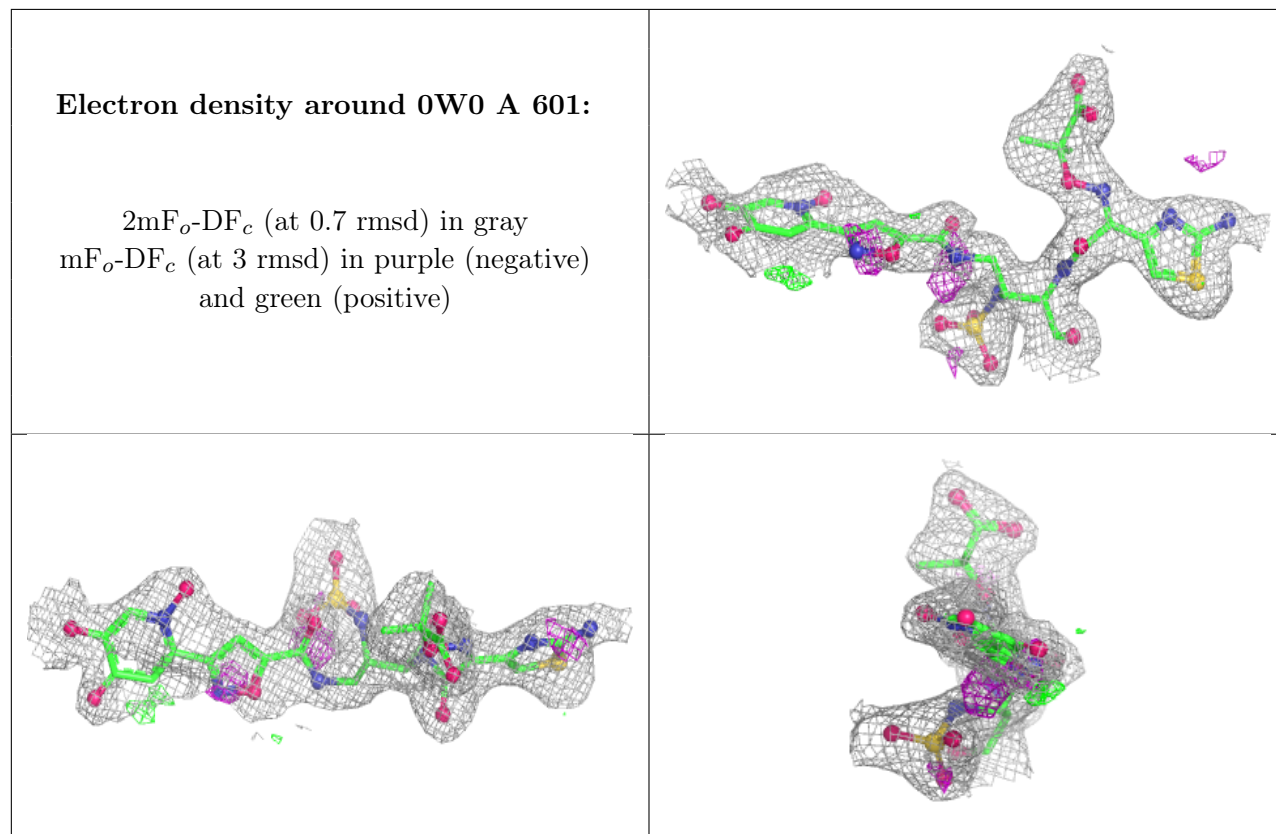 Electron density around 0W0 A 601:
2mFo-DFc (at 0.7 rmsd) in gray
mFo-DFc (at 3 rmsd) in purple (negative)
and green (positive)